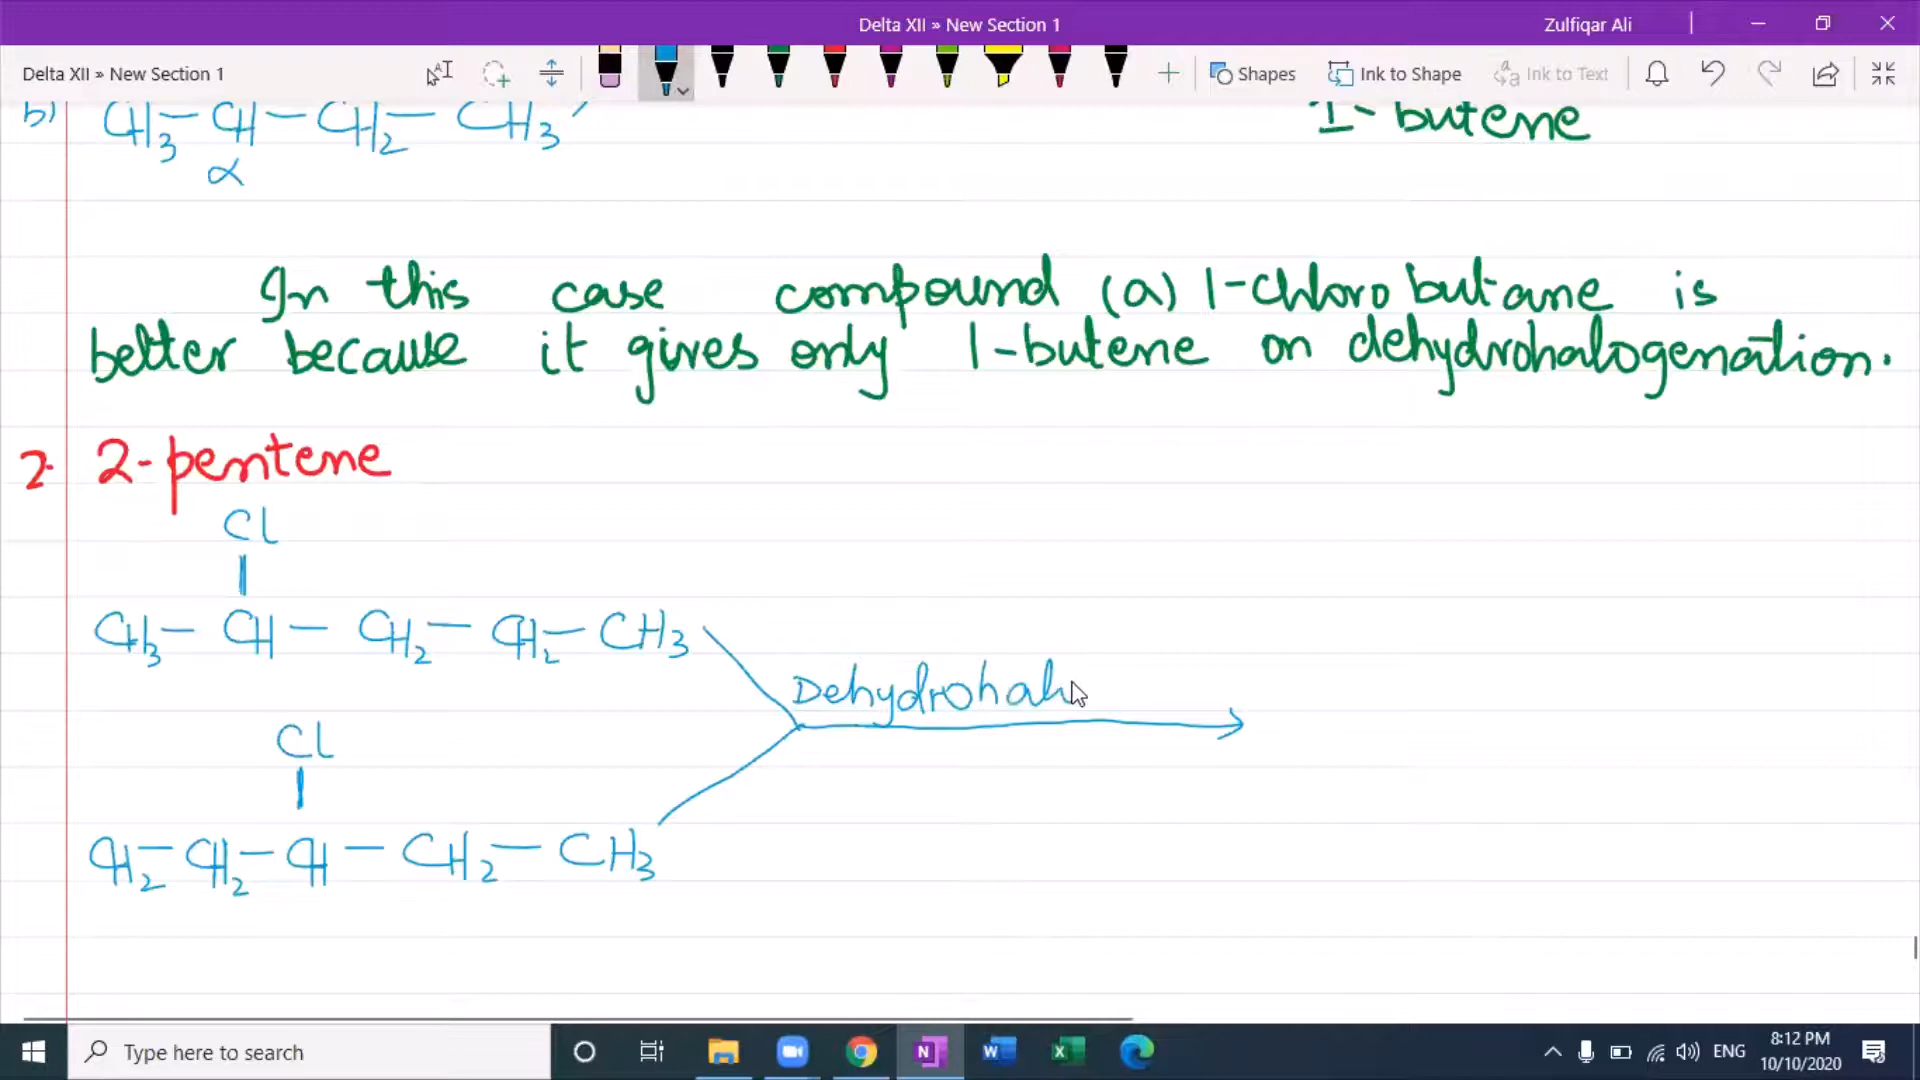 Delta XII » New Section 1
Zulfiqar Ali
Delta XII » New Section 1
Shapes
Ink to Shape
Ink to Text
b) CH3 — CH — CH2 — CH3
α
1-butene
In this case compound (a) 1-chlorobutane is
better because it gives only 1-butene on dehydrohalogenation.
2. 2-pentene
Cl
CH3 — CH — CH2 — CH2 — CH3
Dehydrohal
Cl
CH2 — CH2 — CH — CH2 — CH3
Type here to search
ENG
8:12 PM
10/10/2020